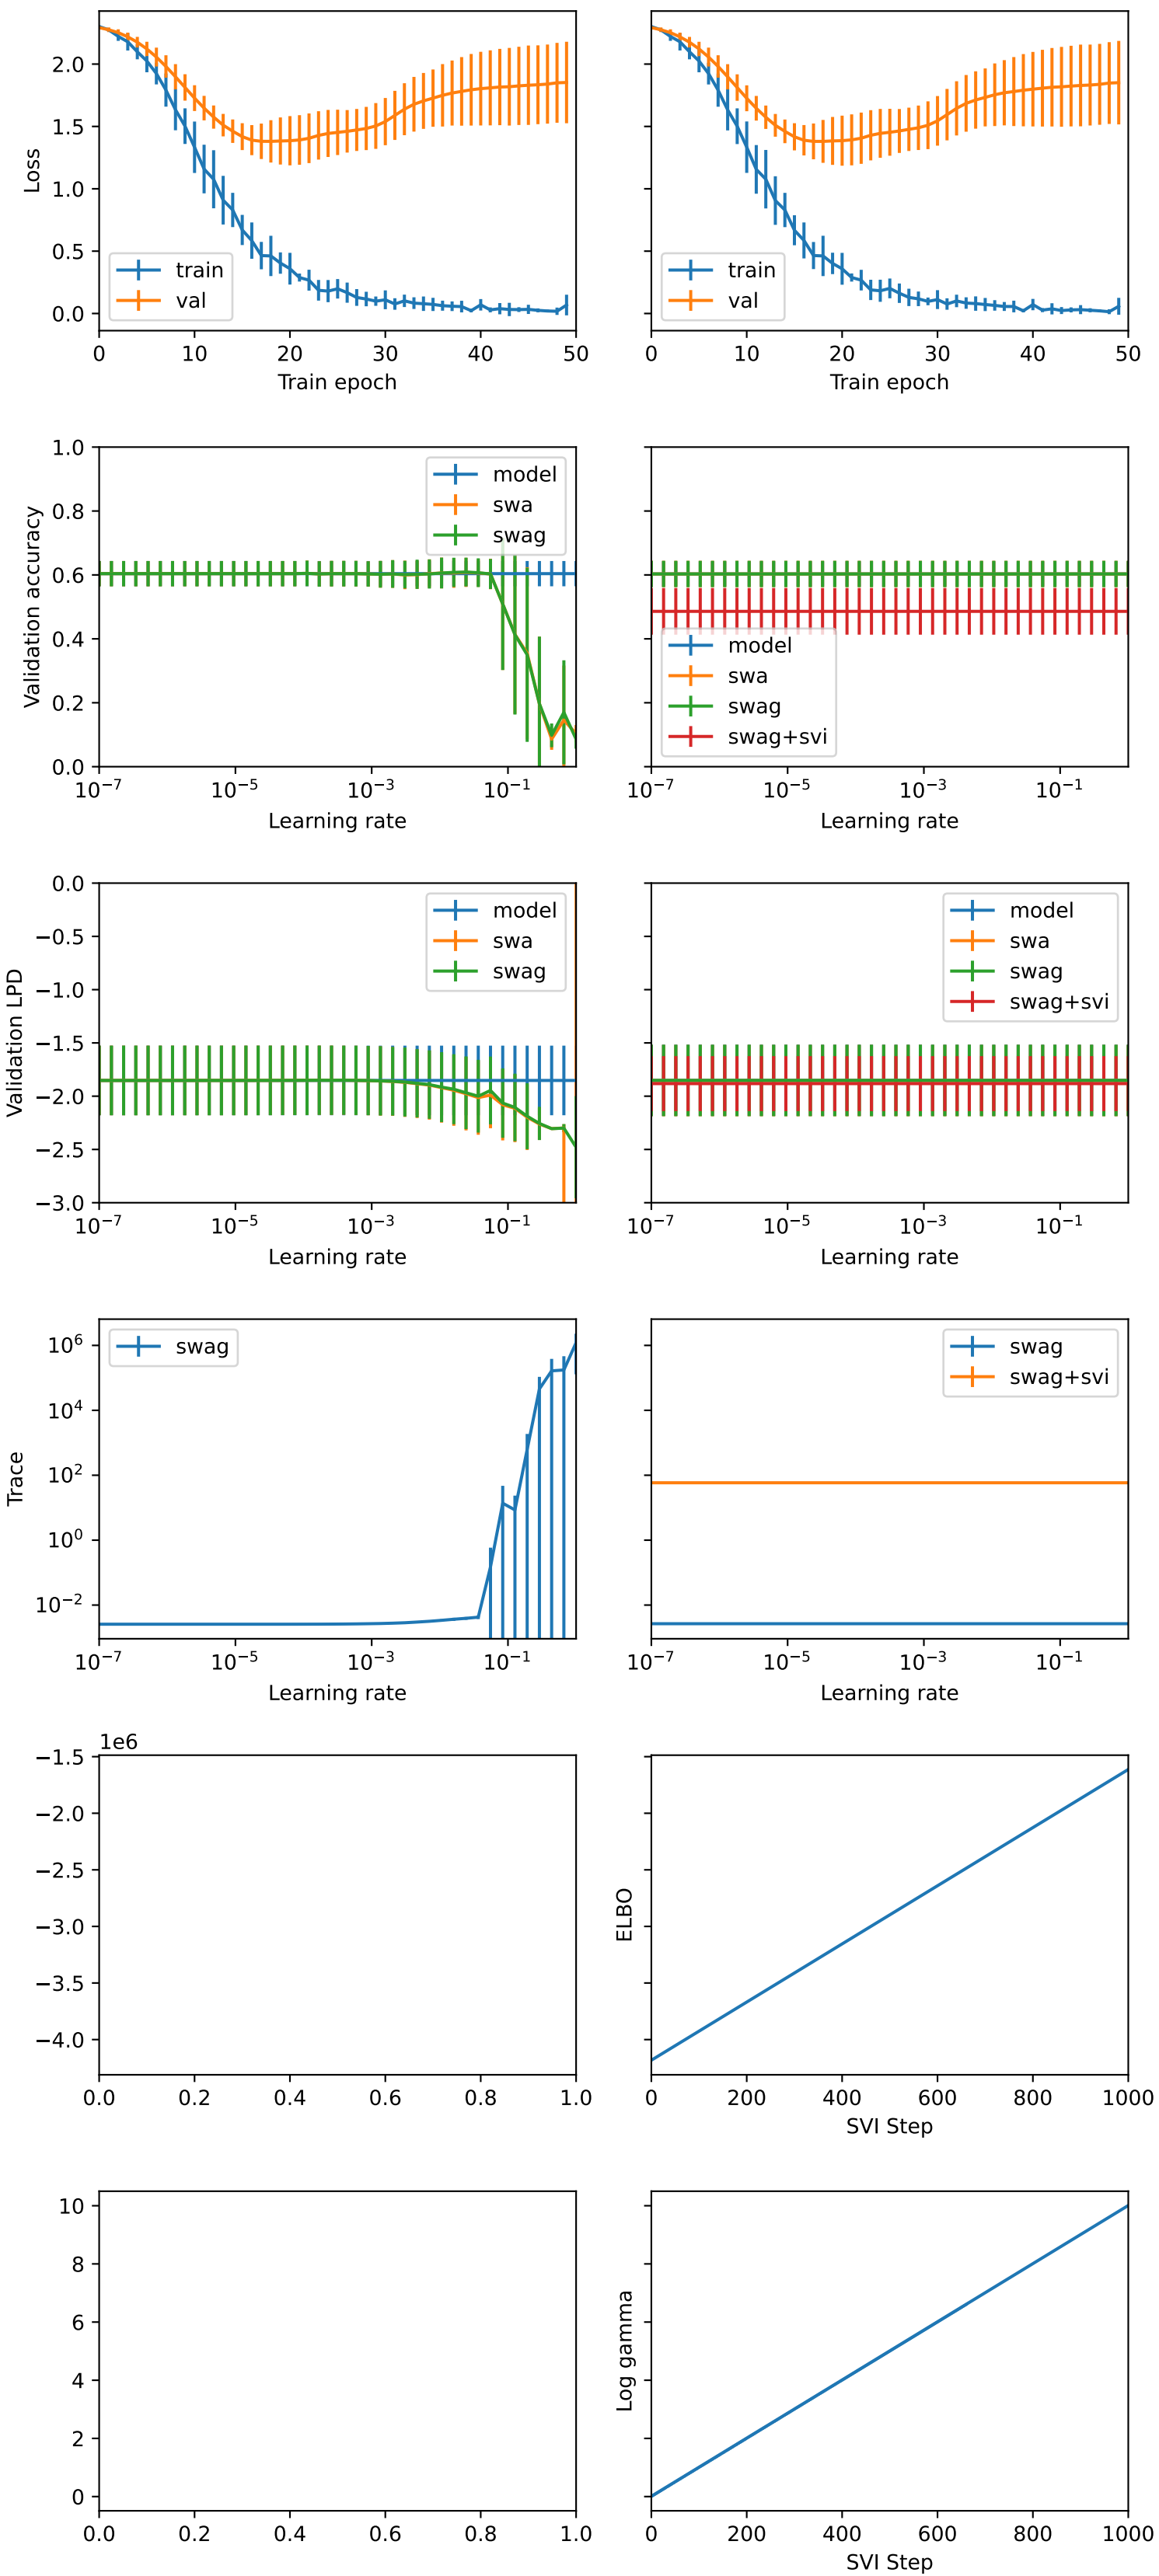 2.0
1.5
1.0
0.5
0.0
Loss
train
val
train
val
0 10 20 30 40 50
0 10 20 30 40 50
Train epoch
Train epoch
1.0
0.8
0.6
0.4
0.2
0.0
Validation accuracy
model
swa
swag
model
swa
swag
swag+svi
10⁻⁷ 10⁻⁵ 10⁻³ 10⁻¹
10⁻⁷ 10⁻⁵ 10⁻³ 10⁻¹
Learning rate
Learning rate
0.0
−0.5
−1.0
−1.5
−2.0
−2.5
−3.0
Validation LPD
model
swa
swag
model
swa
swag
swag+svi
10⁻⁷ 10⁻⁵ 10⁻³ 10⁻¹
10⁻⁷ 10⁻⁵ 10⁻³ 10⁻¹
Learning rate
Learning rate
10⁶
10⁴
10²
10⁰
10⁻²
Trace
swag
swag
swag+svi
10⁻⁷ 10⁻⁵ 10⁻³ 10⁻¹
10⁻⁷ 10⁻⁵ 10⁻³ 10⁻¹
Learning rate
Learning rate
1e6
−1.5
−2.0
−2.5
−3.0
−3.5
−4.0
0.0 0.2 0.4 0.6 0.8 1.0
ELBO
0 200 400 600 800 1000
SVI Step
10
8
6
4
2
0
0.0 0.2 0.4 0.6 0.8 1.0
Log gamma
0 200 400 600 800 1000
SVI Step